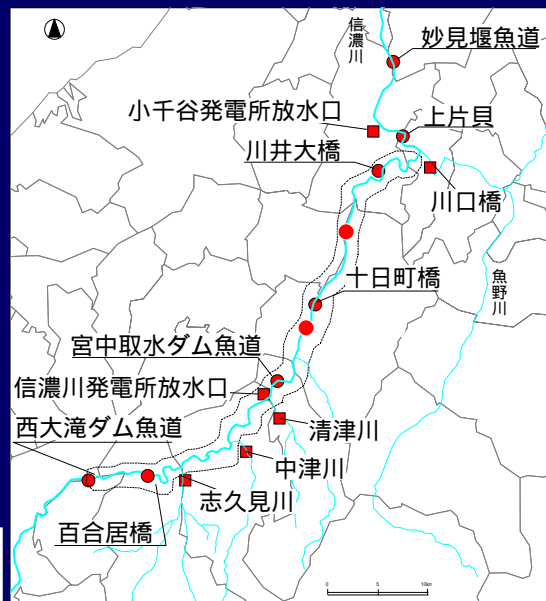 信濃川
妙見堰魚道
小千谷発電所放水口
上片貝
川井大橋
川口橋
魚野川
十日町橋
宮中取水ダム魚道
信濃川発電所放水口
清津川
西大滝ダム魚道
中津川
志久見川
百合居橋
0 5 10kn